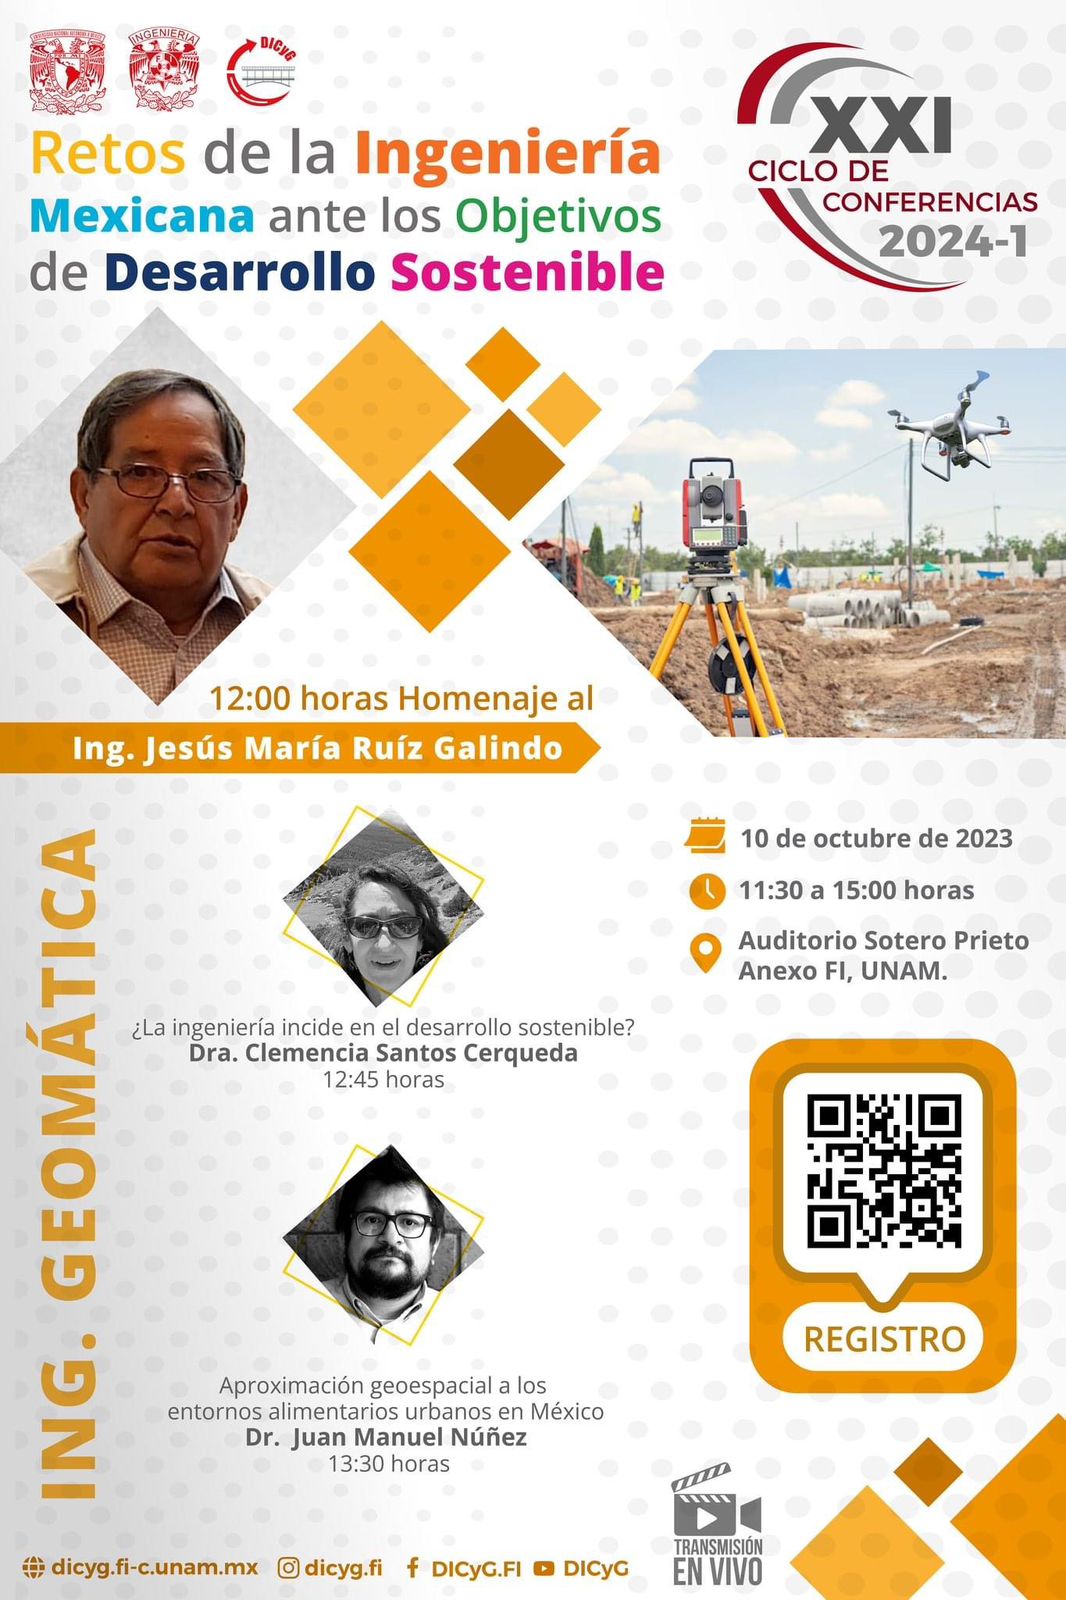 INGENIERIA
DICyG
Retos de la Ingeniería
Mexicana ante los Objetivos
de Desarrollo Sostenible
XXI
CICLO DE
CONFERENCIAS
2024-1
12:00 horas Homenaje al
Ing. Jesús María Ruíz Galindo
ING. GEOMÁTICA
¿La ingeniería incide en el desarrollo sostenible?
Dra. Clemencia Santos Cerqueda
12:45 horas
Aproximación geoespacial a los
entornos alimentarios urbanos en México
Dr. Juan Manuel Núñez
13:30 horas
10 de octubre de 2023
11:30 a 15:00 horas
Auditorio Sotero Prieto
Anexo FI, UNAM.
REGISTRO
TRANSMISIÓN
EN VIVO
dicyg.fi-c.unam.mx dicyg.fi DICyG.FI DICyG